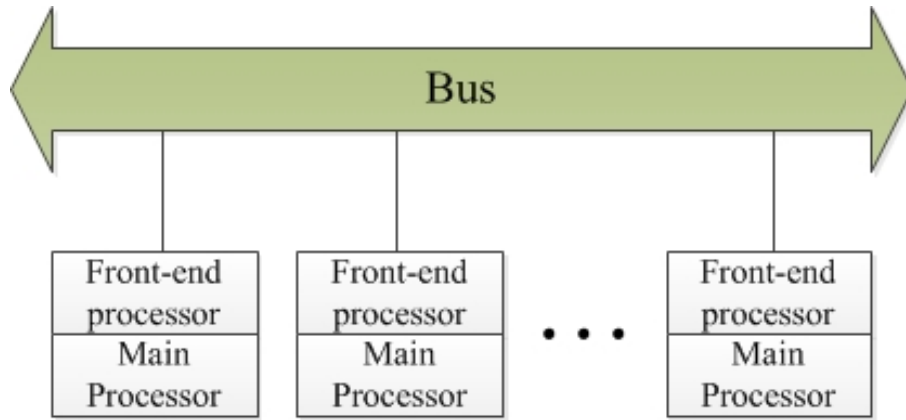 Bus
Front-end
processor
Main
Processor
Front-end
processor
Main
Processor
Front-end
processor
Main
Processor